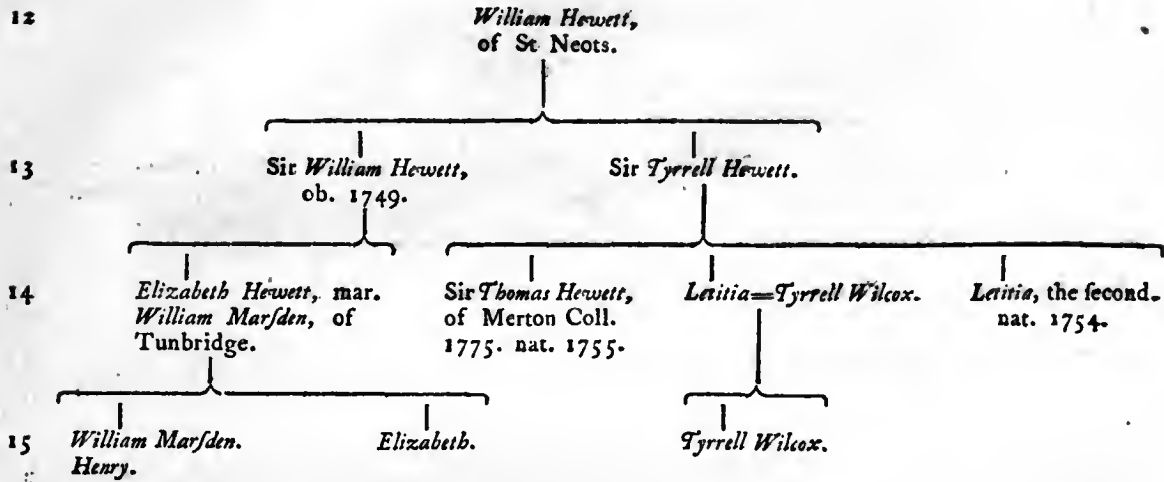 12 William Hewett,
of St Neots.
13 Sir William Hewett, Sir Tyrrell Hewett.
ob. 1749.
14 Elizabeth Hewett, mar. Sir Thomas Hewett, Lætitia=Tyrrell Wilcox. Lætitia, the ſecond.
William Marſden, of of Merton Coll. nat. 1754.
Tunbridge. 1775. nat. 1755.
15 William Marſden. Elizabeth. Tyrrell Wilcox.
Henry.